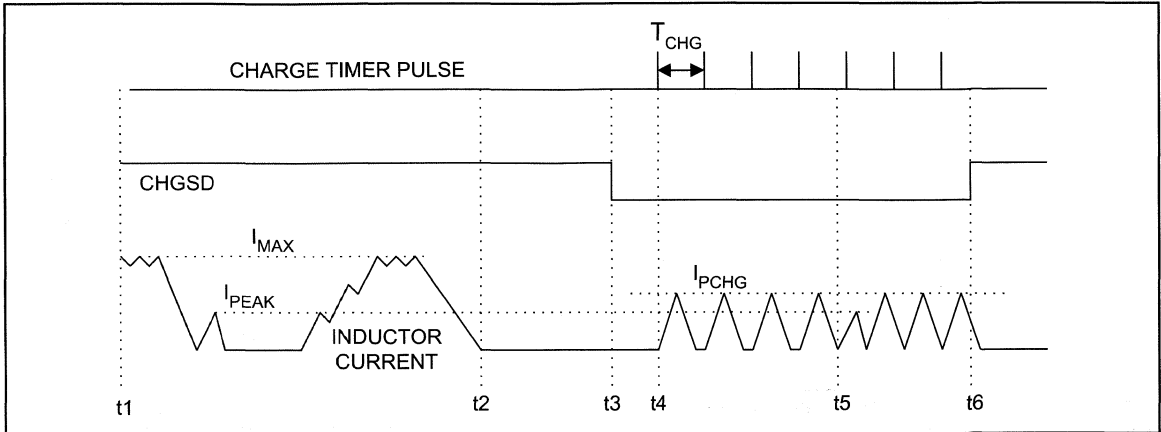 T_CHG
CHARGE TIMER PULSE
CHGSD
I_MAX
I_PCHG
I_PEAK
INDUCTOR
CURRENT
t1
t2
t3
t4
t5
t6